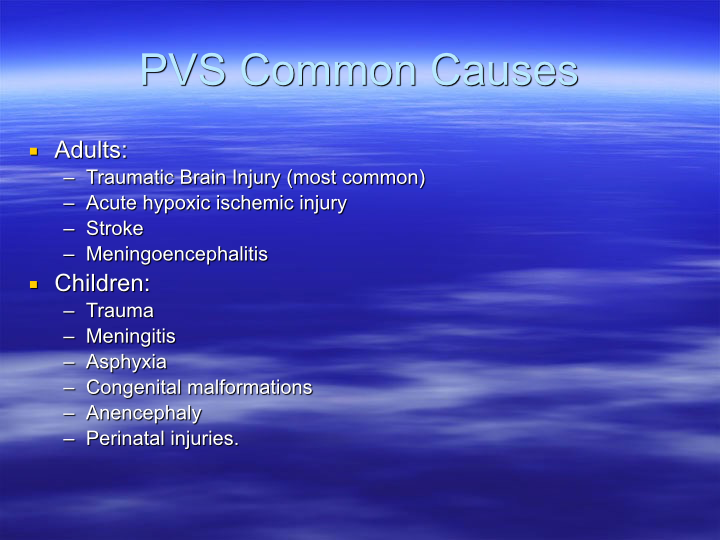 PVS Common Causes
Adults:
– Traumatic Brain Injury (most common)
– Acute hypoxic ischemic injury
– Stroke
– Meningoencephalitis
Children:
– Trauma
– Meningitis
– Asphyxia
– Congenital malformations
– Anencephaly
– Perinatal injuries.